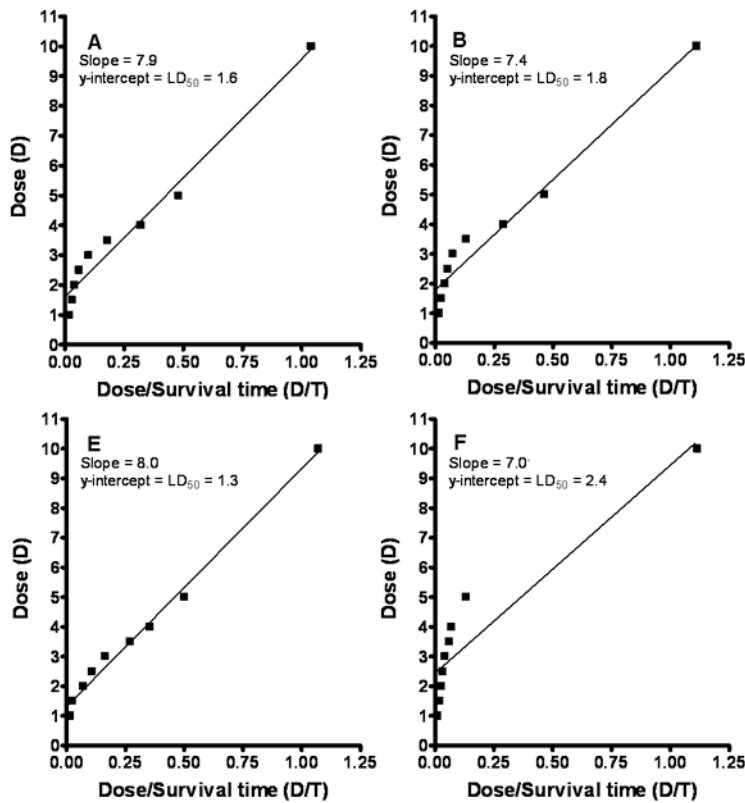 A
Slope = 7.9
y-intercept = LD50 = 1.6
11
10
9
8
7
6
5
4
3
2
1
0
Dose (D)
0.00 0.25 0.50 0.75 1.00 1.25
Dose/Survival time (D/T)
B
Slope = 7.4
y-intercept = LD50 = 1.8
11
10
9
8
7
6
5
4
3
2
1
0
Dose (D)
0.00 0.25 0.50 0.75 1.00 1.25
Dose/Survival time (D/T)
E
Slope = 8.0
y-intercept = LD50 = 1.3
11
10
9
8
7
6
5
4
3
2
1
0
Dose (D)
0.00 0.25 0.50 0.75 1.00 1.25
Dose/Survival time (D/T)
F
Slope = 7.0
y-intercept = LD50 = 2.4
11
10
9
8
7
6
5
4
3
2
1
0
Dose (D)
0.00 0.25 0.50 0.75 1.00 1.25
Dose/Survival time (D/T)